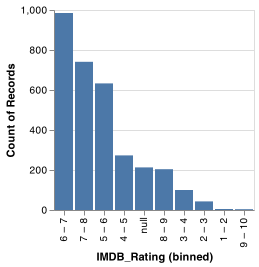 1,000
800
600
400
200
0
Count of Records
6 – 7
7 – 8
5 – 6
4 – 5
null
8 – 9
3 – 4
2 – 3
1 – 2
9 – 10
IMDB_Rating (binned)